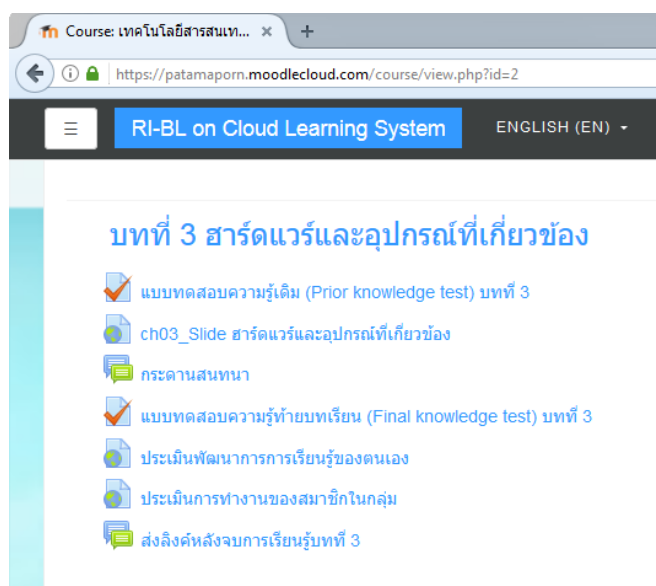 Course: เทคโนโลยีสารสนเท... × +
https://patamaporn.moodlecloud.com/course/view.php?id=2
RI-BL on Cloud Learning System ENGLISH (EN)
บทที่ 3 ฮาร์ดแวร์และอุปกรณ์ที่เกี่ยวข้อง
แบบทดสอบความรู้เดิม (Prior knowledge test) บทที่ 3
ch03_Slide ฮาร์ดแวร์และอุปกรณ์ที่เกี่ยวข้อง
กระดานสนทนา
แบบทดสอบความรู้ท้ายบทเรียน (Final knowledge test) บทที่ 3
ประเมินพัฒนาการการเรียนรู้ของตนเอง
ประเมินการทำงานของสมาชิกในกลุ่ม
ส่งลิงค์หลังจบการเรียนรู้บทที่ 3